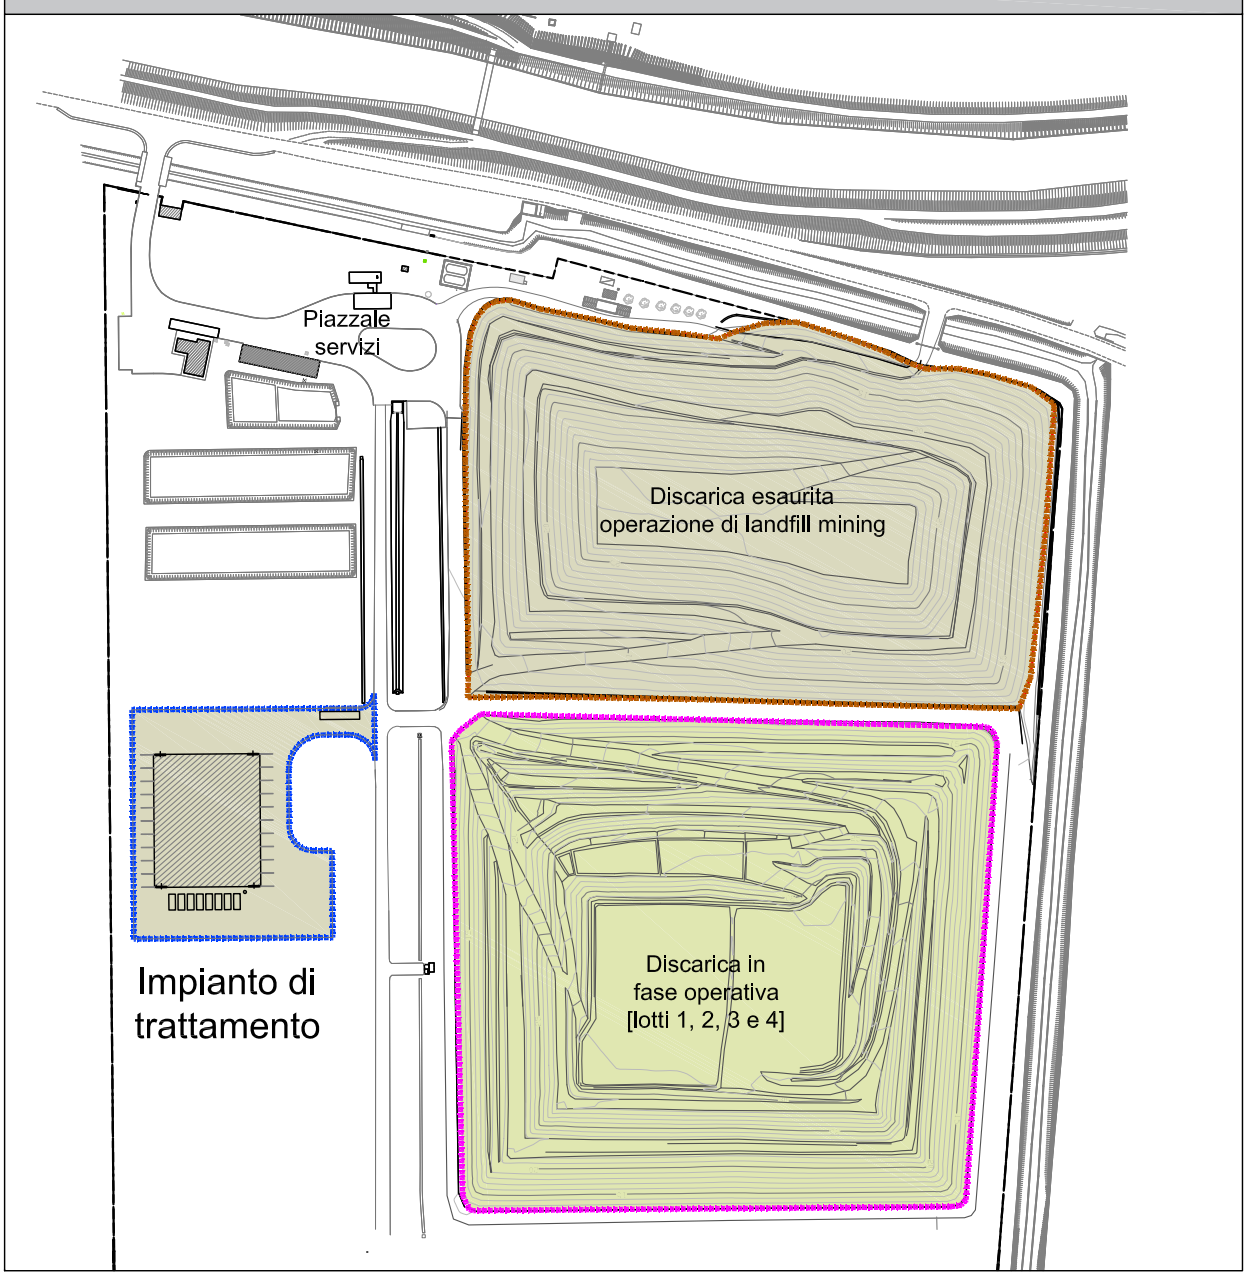 Piazzale
servizi
Discarica esaurita
operazione di landfill mining
Impianto di
trattamento
Discarica in
fase operativa
[lotti 1, 2, 3 e 4]